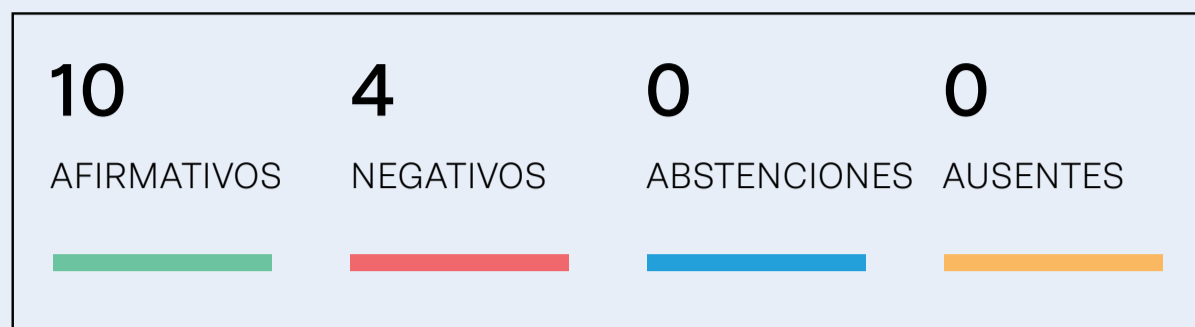 10 4 0 0
AFIRMATIVOS NEGATIVOS ABSTENCIONES AUSENTES